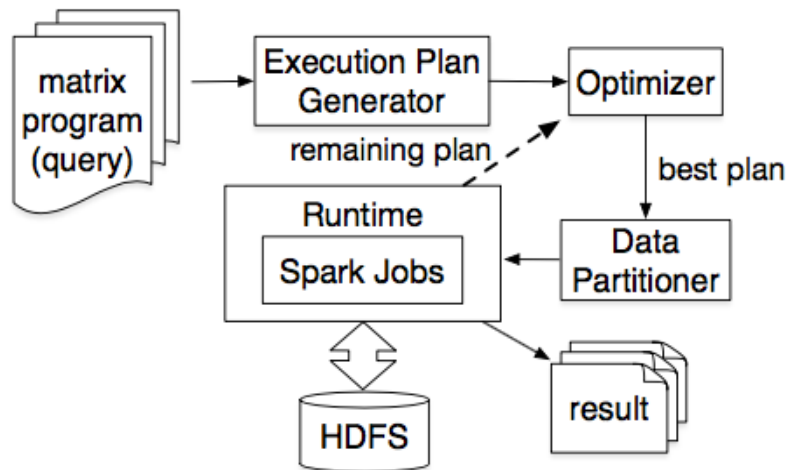 matrix
program
(query)
Execution Plan
Generator
Optimizer
remaining plan
best plan
Runtime
Spark Jobs
Data
Partitioner
HDFS
result